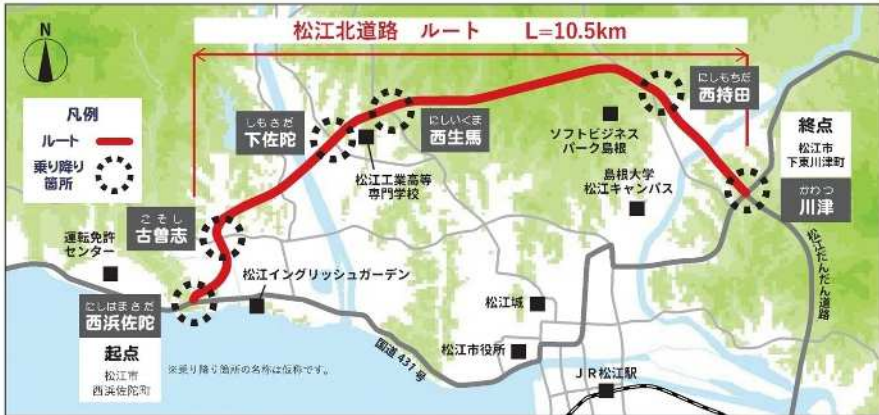 松江北道路 ルート L=10.5km
N
凡例
ルート
乗り降り
箇所
しもさだ
下佐陀
にしいくま
西生馬
にしもちだ
西持田
ソフトビジネス
パーク島根
終点
松江市
下東川津町
かわつ
川津
松江工業高等
専門学校
島根大学
松江キャンパス
こそし
古曽志
運転免許
センター
松江イングリッシュガーデン
松江だんだん道路
にしはまさだ
西浜佐陀
松江城
起点
松江市
西浜佐陀町
※乗り降り箇所の名称は仮称です。
国道431号
松江市役所
JR松江駅